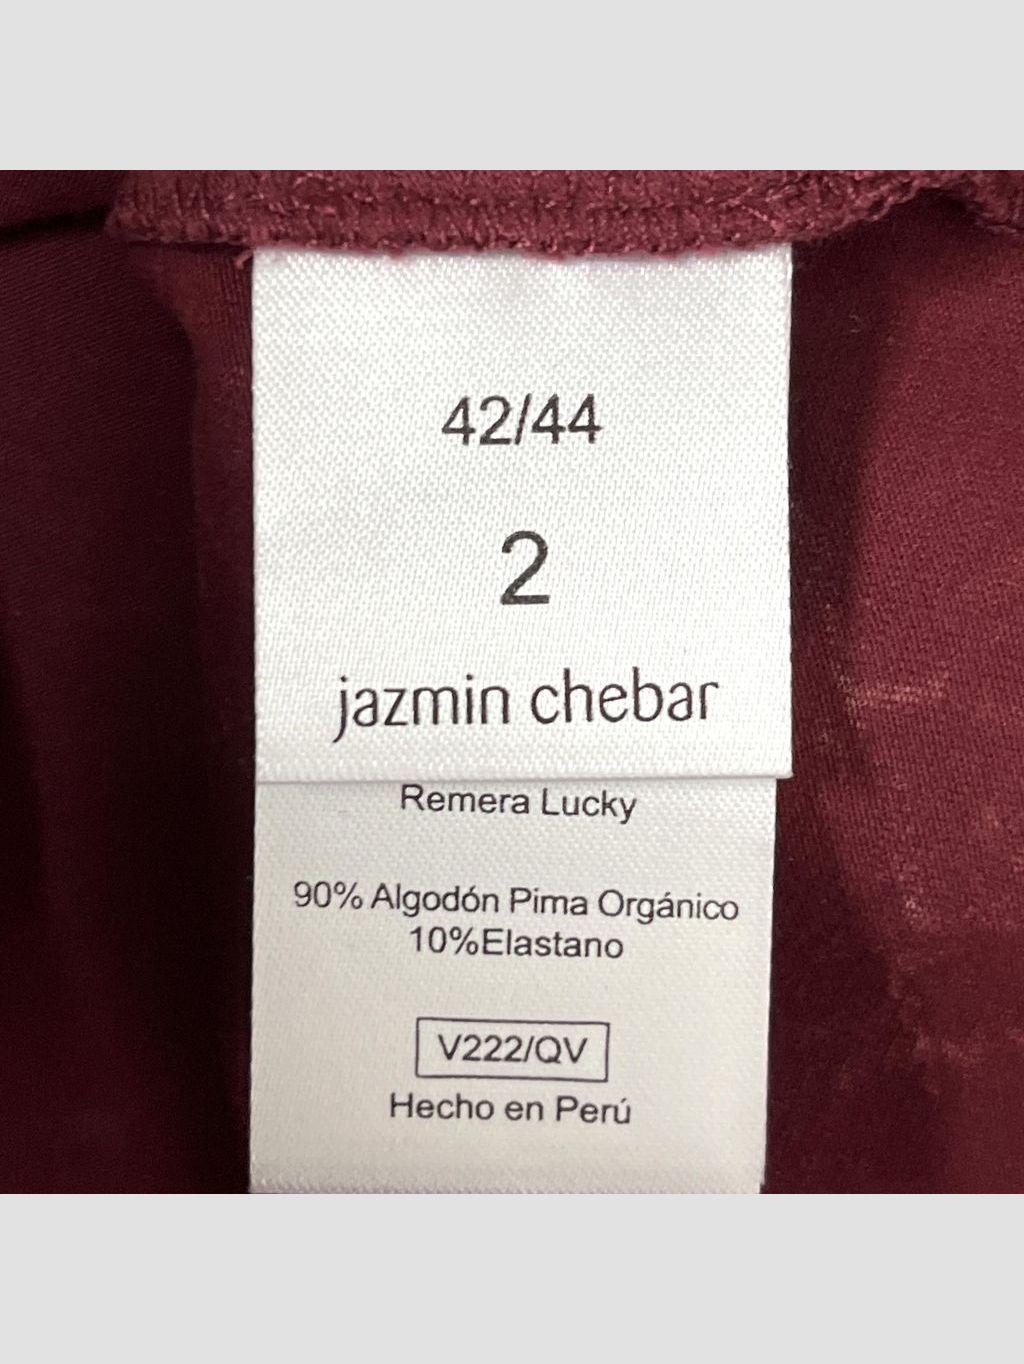 42/44
2
jazmin chebar
Remera Lucky
90% Algodón Pima Orgánico
10%Elastano
V222/QV
Hecho en Perú